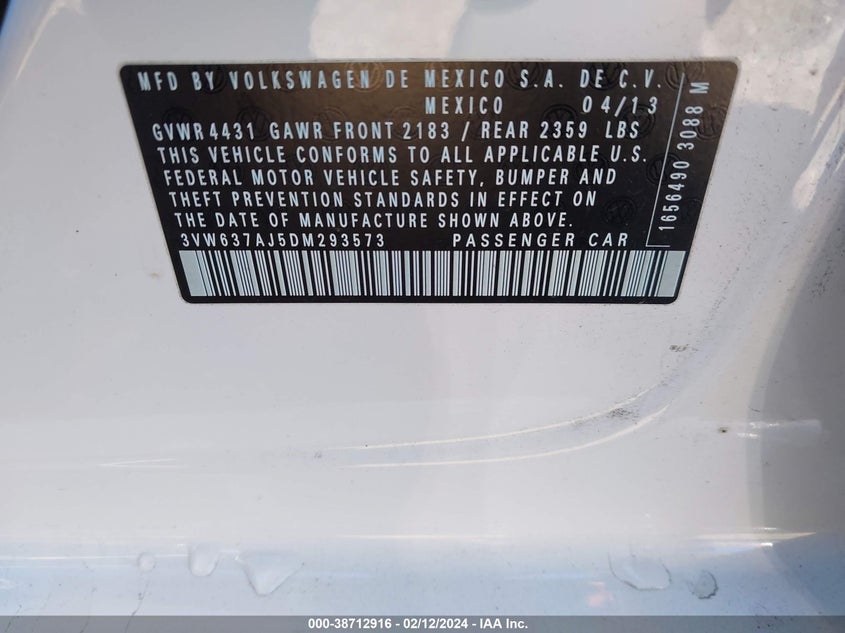 MFD BY VOLKSWAGEN DE MEXICO S.A. DE C.V.
MEXICO 04/13
GVWR 4431 GAWR FRONT 2183 / REAR 2359 LBS
THIS VEHICLE CONFORMS TO ALL APPLICABLE U.S.
FEDERAL MOTOR VEHICLE SAFETY, BUMPER AND
THEFT PREVENTION STANDARDS IN EFFECT ON
THE DATE OF MANUFACTURE SHOWN ABOVE.
3VW637AJ5DM293573 PASSENGER CAR
1656490 3088 M
000-38712916 - 02/12/2024 - IAA Inc.